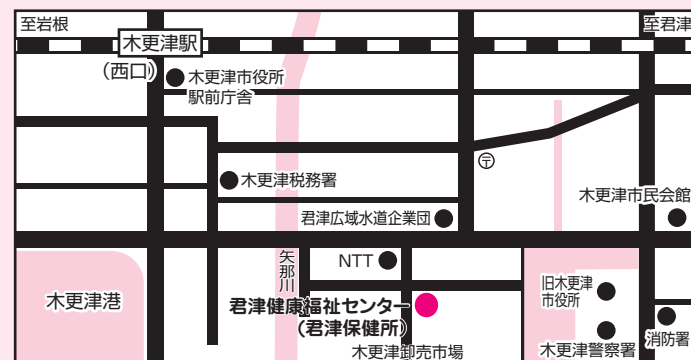 至岩根
至君津
木更津駅
（西口）
木更津市役所
駅前庁舎
〒
木更津税務署
木更津市民会館
君津広域水道企業団
矢那川
NTT
木更津港
君津健康福祉センター
（君津保健所）
旧木更津
市役所
消防署
木更津卸売市場
木更津警察署